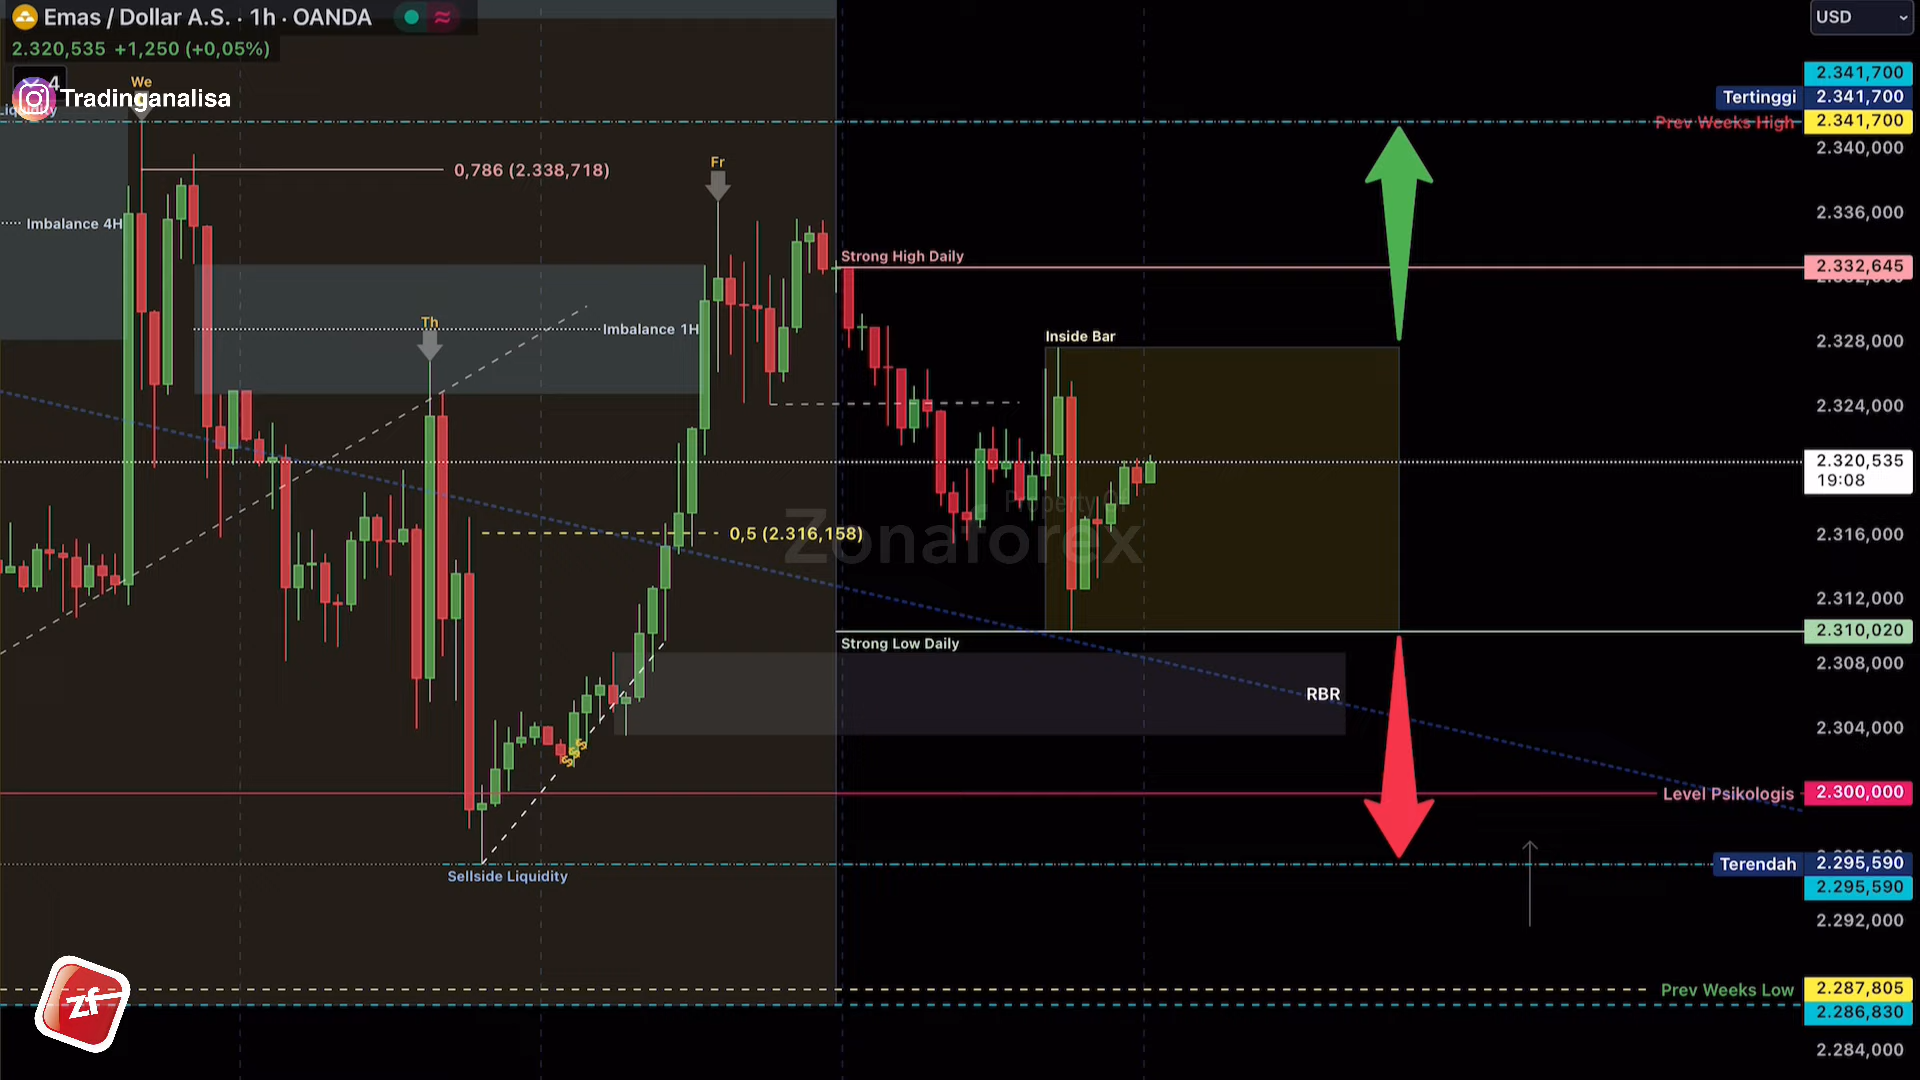 Emas / Dollar A.S. · 1h · OANDA
USD
2.320,535 +1,250 (+0,05%)
4
We
Tradinganalisa
2.341,700
Tertinggi 2.341,700
Prev Weeks High 2.341,700
2.340,000
0,786 (2.338,718)
Fr
Imbalance 4H
2.336,000
Strong High Daily
2.332,645
Th
Imbalance 1H
Inside Bar
2.328,000
2.324,000
2.320,535
19:08
Property Of
Zonaforex
0,5 (2.316,158)
2.316,000
2.312,000
2.310,020
Strong Low Daily
2.308,000
RBR
2.304,000
$$$
Level Psikologis 2.300,000
Terendah 2.295,590
2.295,590
Sellside Liquidity
2.292,000
zf
Prev Weeks Low 2.287,805
2.286,830
2.284,000